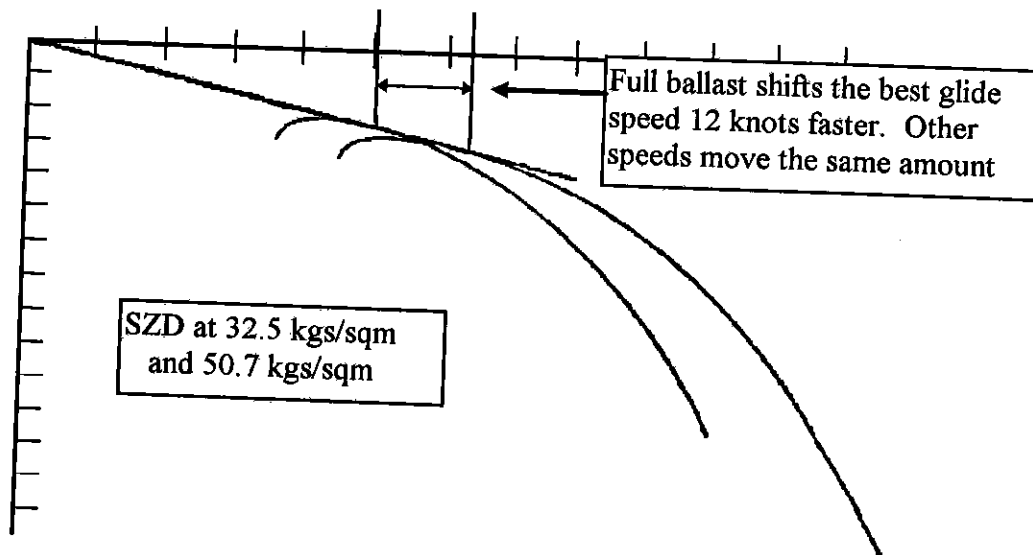 Full ballast shifts the best glide
speed 12 knots faster. Other
speeds move the same amount
SZD at 32.5 kgs/sqm
and 50.7 kgs/sqm